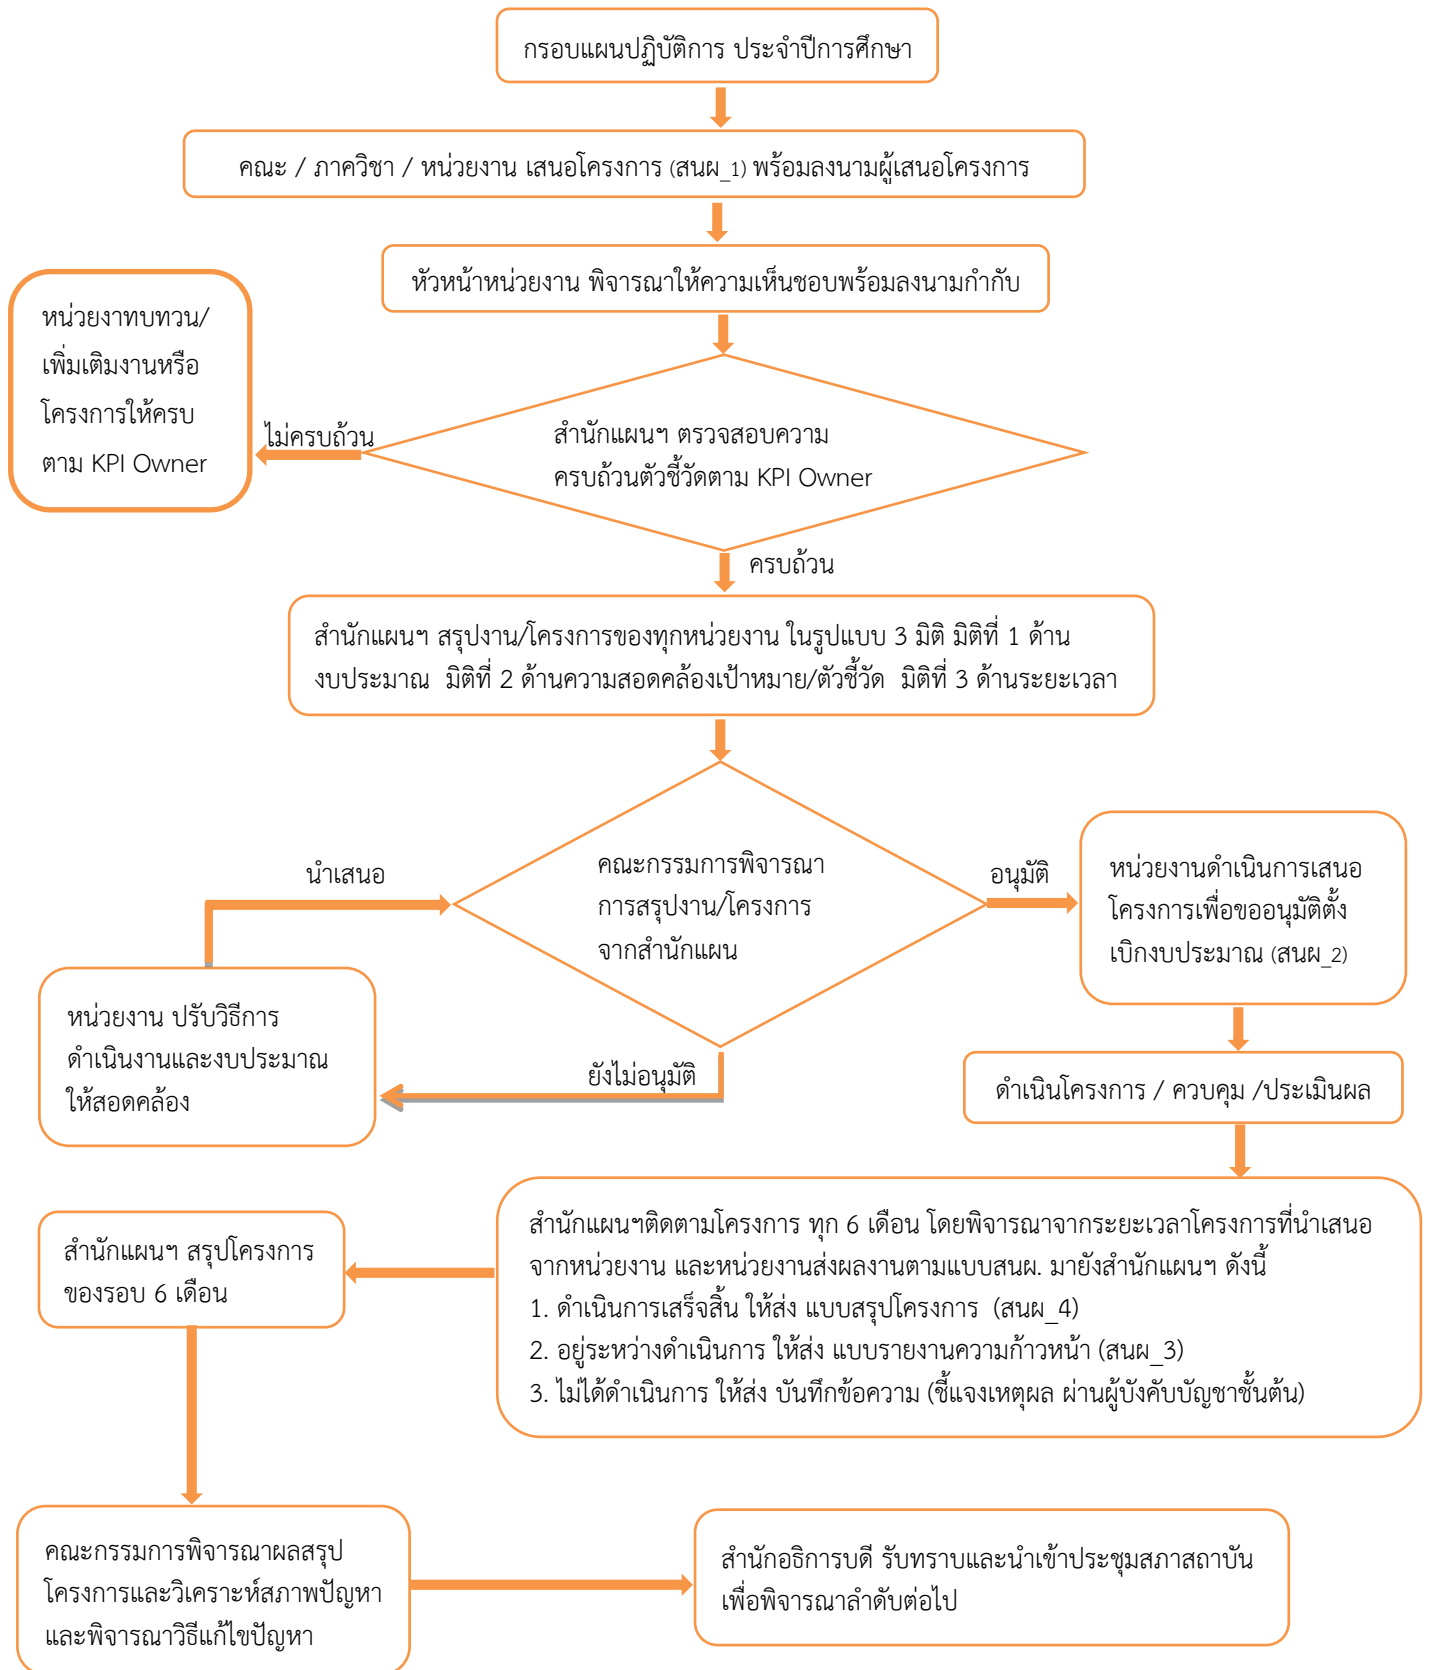 กรอบแผนปฏิบัติการ ประจำปีการศึกษา
คณะ / ภาควิชา / หน่วยงาน เสนอโครงการ (สนผ_1) พร้อมลงนามผู้เสนอโครงการ
หัวหน้าหน่วยงาน พิจารณาให้ความเห็นชอบพร้อมลงนามกำกับ
หน่วยงาทบทวน/
เพิ่มเติมงานหรือ
โครงการให้ครบ
ตาม KPI Owner
ไม่ครบถ้วน
สำนักแผนฯ ตรวจสอบความ
ครบถ้วนตัวชี้วัดตาม KPI Owner
ครบถ้วน
สำนักแผนฯ สรุปงาน/โครงการของทุกหน่วยงาน ในรูปแบบ 3 มิติ มิติที่ 1 ด้าน
งบประมาณ มิติที่ 2 ด้านความสอดคล้องเป้าหมาย/ตัวชี้วัด มิติที่ 3 ด้านระยะเวลา
นำเสนอ
คณะกรรมการพิจารณา
การสรุปงาน/โครงการ
จากสำนักแผน
อนุมัติ
หน่วยงานดำเนินการเสนอ
โครงการเพื่อขออนุมัติตั้ง
เบิกงบประมาณ (สนผ_2)
หน่วยงาน ปรับวิธีการ
ดำเนินงานและงบประมาณ
ให้สอดคล้อง
ยังไม่อนุมัติ
ดำเนินโครงการ / ควบคุม /ประเมินผล
สำนักแผนฯติดตามโครงการ ทุก 6 เดือน โดยพิจารณาจากระยะเวลาโครงการที่นำเสนอ
จากหน่วยงาน และหน่วยงานส่งผลงานตามแบบสนผ. มายังสำนักแผนฯ ดังนี้
1. ดำเนินการเสร็จสิ้น ให้ส่ง แบบสรุปโครงการ (สนผ_4)
2. อยู่ระหว่างดำเนินการ ให้ส่ง แบบรายงานความก้าวหน้า (สนผ_3)
3. ไม่ได้ดำเนินการ ให้ส่ง บันทึกข้อความ (ชี้แจงเหตุผล ผ่านผู้บังคับบัญชาชั้นต้น)
สำนักแผนฯ สรุปโครงการ
ของรอบ 6 เดือน
คณะกรรมการพิจารณาผลสรุป
โครงการและวิเคราะห์สภาพปัญหา
และพิจารณาวิธีแก้ไขปัญหา
สำนักอธิการบดี รับทราบและนำเข้าประชุมสภาสถาบัน
เพื่อพิจารณาลำดับต่อไป